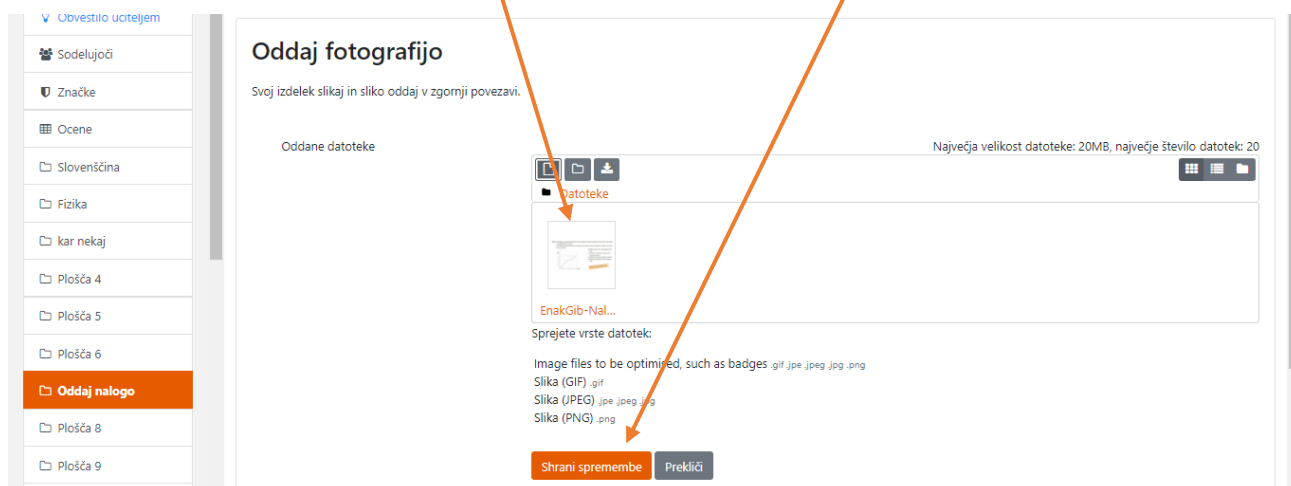 Obvestilo učiteljem
Sodelujoči
Značke
Ocene
Slovenščina
Fizika
kar nekaj
Plošča 4
Plošča 5
Plošča 6
Oddaj nalogo
Plošča 8
Plošča 9
Oddaj fotografijo
Svoj izdelek slikaj in sliko oddaj v zgornji povezavi.
Oddane datoteke
Največja velikost datoteke: 20MB, največje število datotek: 20
Datoteke
EnakGib-Nal...
Sprejete vrste datotek:
Image files to be optimised, such as badges .gif .jpe .jpeg .jpg .png
Slika (GIF) .gif
Slika (JPEG) .jpe .jpeg .jpg
Slika (PNG) .png
Shrani spremembe Prekliči